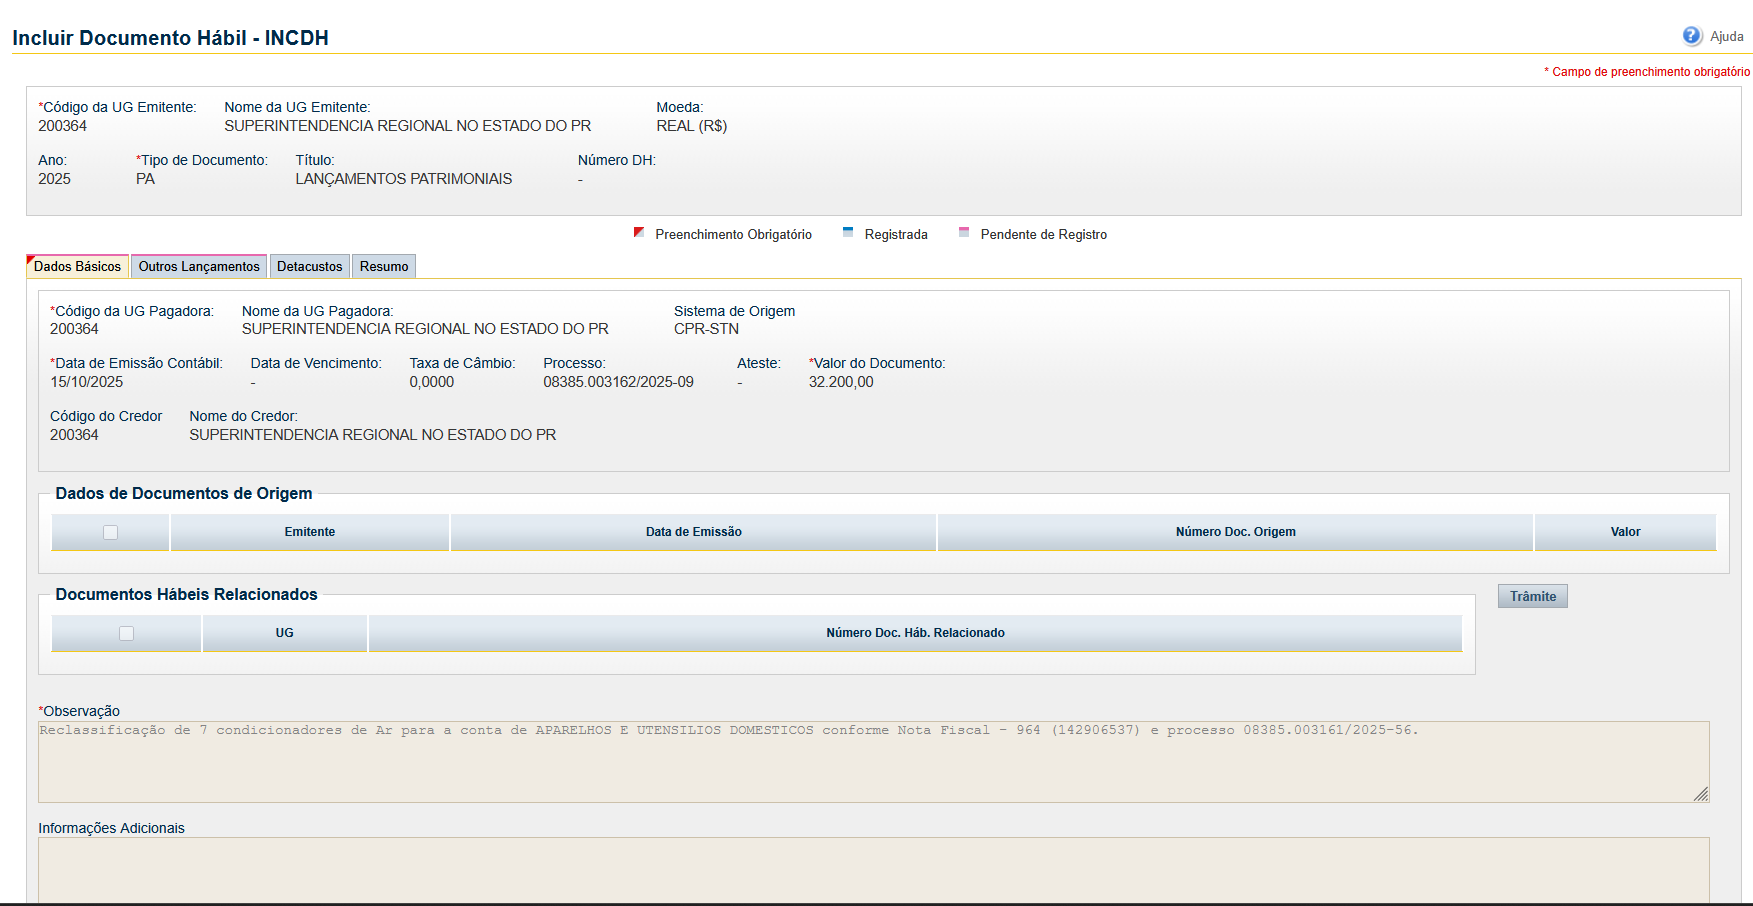 Incluir Documento Hábil - INCDH
Ajuda
* Campo de preenchimento obrigatório
*Código da UG Emitente: Nome da UG Emitente: Moeda:
200364 SUPERINTENDENCIA REGIONAL NO ESTADO DO PR REAL (R$)
Ano: *Tipo de Documento: Título: Número DH:
2025 PA LANÇAMENTOS PATRIMONIAIS -
Preenchimento Obrigatório Registrada Pendente de Registro
Dados Básicos Outros Lançamentos Detacustos Resumo
*Código da UG Pagadora: Nome da UG Pagadora: Sistema de Origem
200364 SUPERINTENDENCIA REGIONAL NO ESTADO DO PR CPR-STN
*Data de Emissão Contábil: Data de Vencimento: Taxa de Câmbio: Processo: Ateste: *Valor do Documento:
15/10/2025 - 0,0000 08385.003162/2025-09 - 32.200,00
Código do Credor Nome do Credor:
200364 SUPERINTENDENCIA REGIONAL NO ESTADO DO PR
Dados de Documentos de Origem
Emitente Data de Emissão Número Doc. Origem Valor
Documentos Hábeis Relacionados
Trâmite
UG Número Doc. Háb. Relacionado
*Observação
Reclassificação de 7 condicionadores de Ar para a conta de APARELHOS E UTENSILIOS DOMESTICOS conforme Nota Fiscal - 964 (142906537) e processo 08385.003161/2025-56.
Informações Adicionais